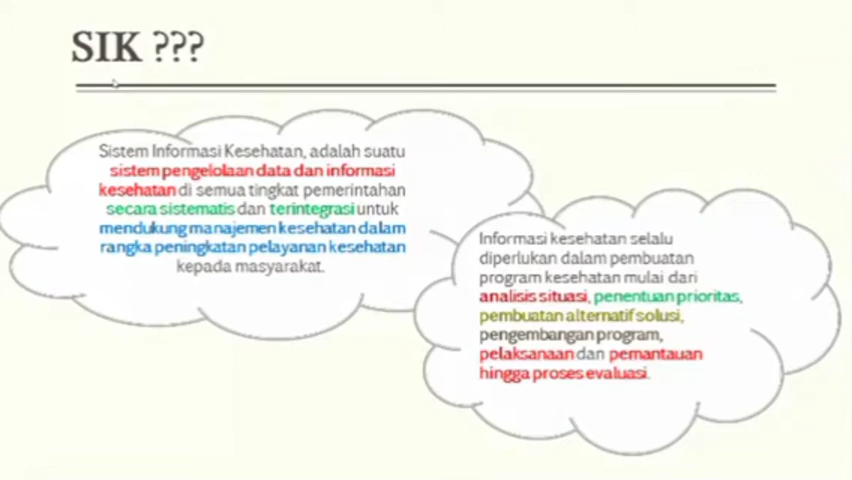 SIK ???
Sistem Informasi Kesehatan, adalah suatu
sistem pengelolaan data dan informasi
kesehatan di semua tingkat pemerintahan
secara sistematis dan terintegrasi untuk
mendukung manajemen kesehatan dalam
rangka peningkatan pelayanan kesehatan
kepada masyarakat.
Informasi kesehatan selalu
diperlukan dalam pembuatan
program kesehatan mulai dari
analisis situasi, penentuan prioritas,
pembuatan alternatif solusi,
pengembangan program,
pelaksanaan dan pemantauan
hingga proses evaluasi.